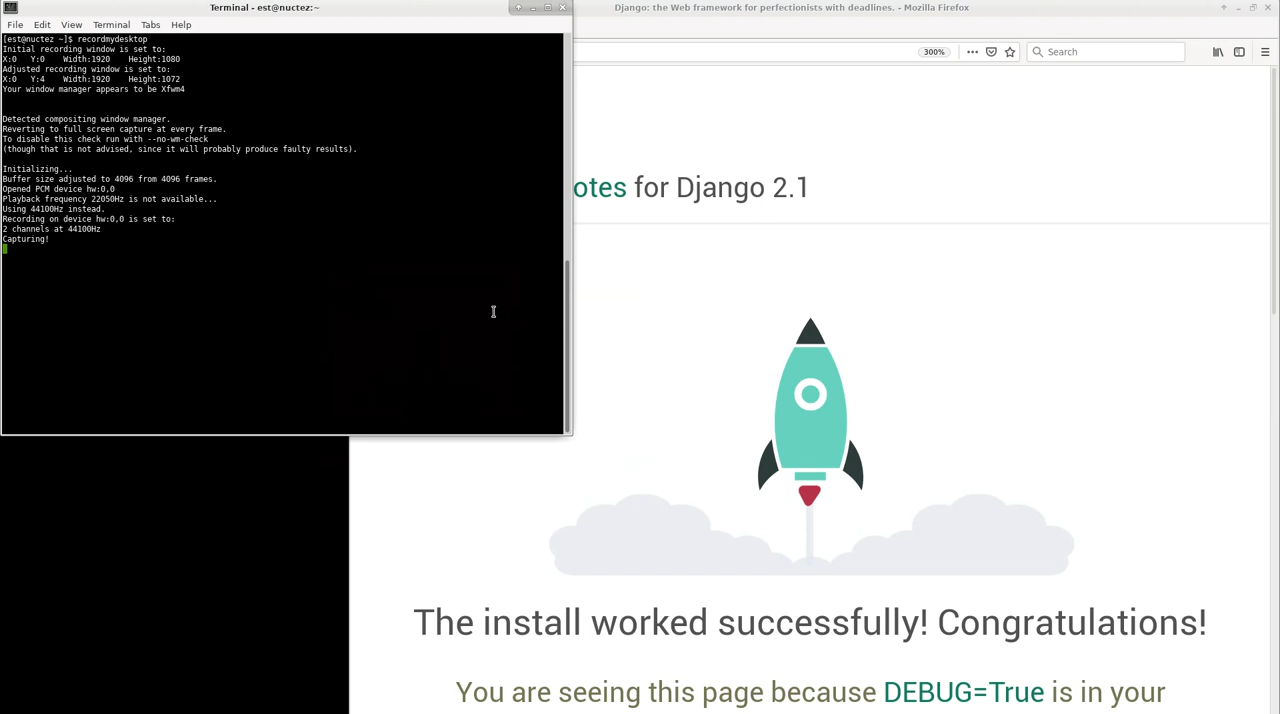 Terminal - est@nuctez:~
File Edit View Terminal Tabs Help
[est@nuctez ~]$ recordmydesktop
Initial recording window is set to:
X:0 Y:0 Width:1920 Height:1080
Adjusted recording window is set to:
X:0 Y:4 Width:1920 Height:1072
Your window manager appears to be Xfwm4
Detected compositing window manager.
Reverting to full screen capture at every frame.
To disable this check run with --no-wm-check
(though that is not advised, since it will probably produce faulty results).
Initializing...
Buffer size adjusted to 4096 from 4096 frames.
Opened PCM device hw:0,0
Playback frequency 22050Hz is not available...
Using 44100Hz instead.
Recording on device hw:0,0 is set to:
2 channels at 44100Hz
Capturing!
Django: the Web framework for perfectionists with deadlines. - Mozilla Firefox
300%
Search
otes for Django 2.1
The install worked successfully! Congratulations!
You are seeing this page because DEBUG=True is in your